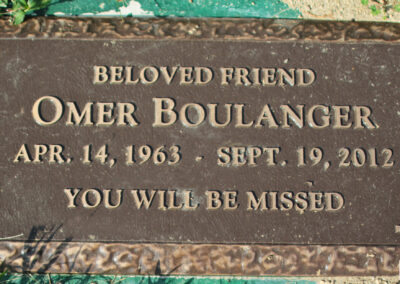 BELOVED FRIEND
OMER BOULANGER
APR. 14, 1963 - SEPT. 19, 2012
YOU WILL BE MISSED